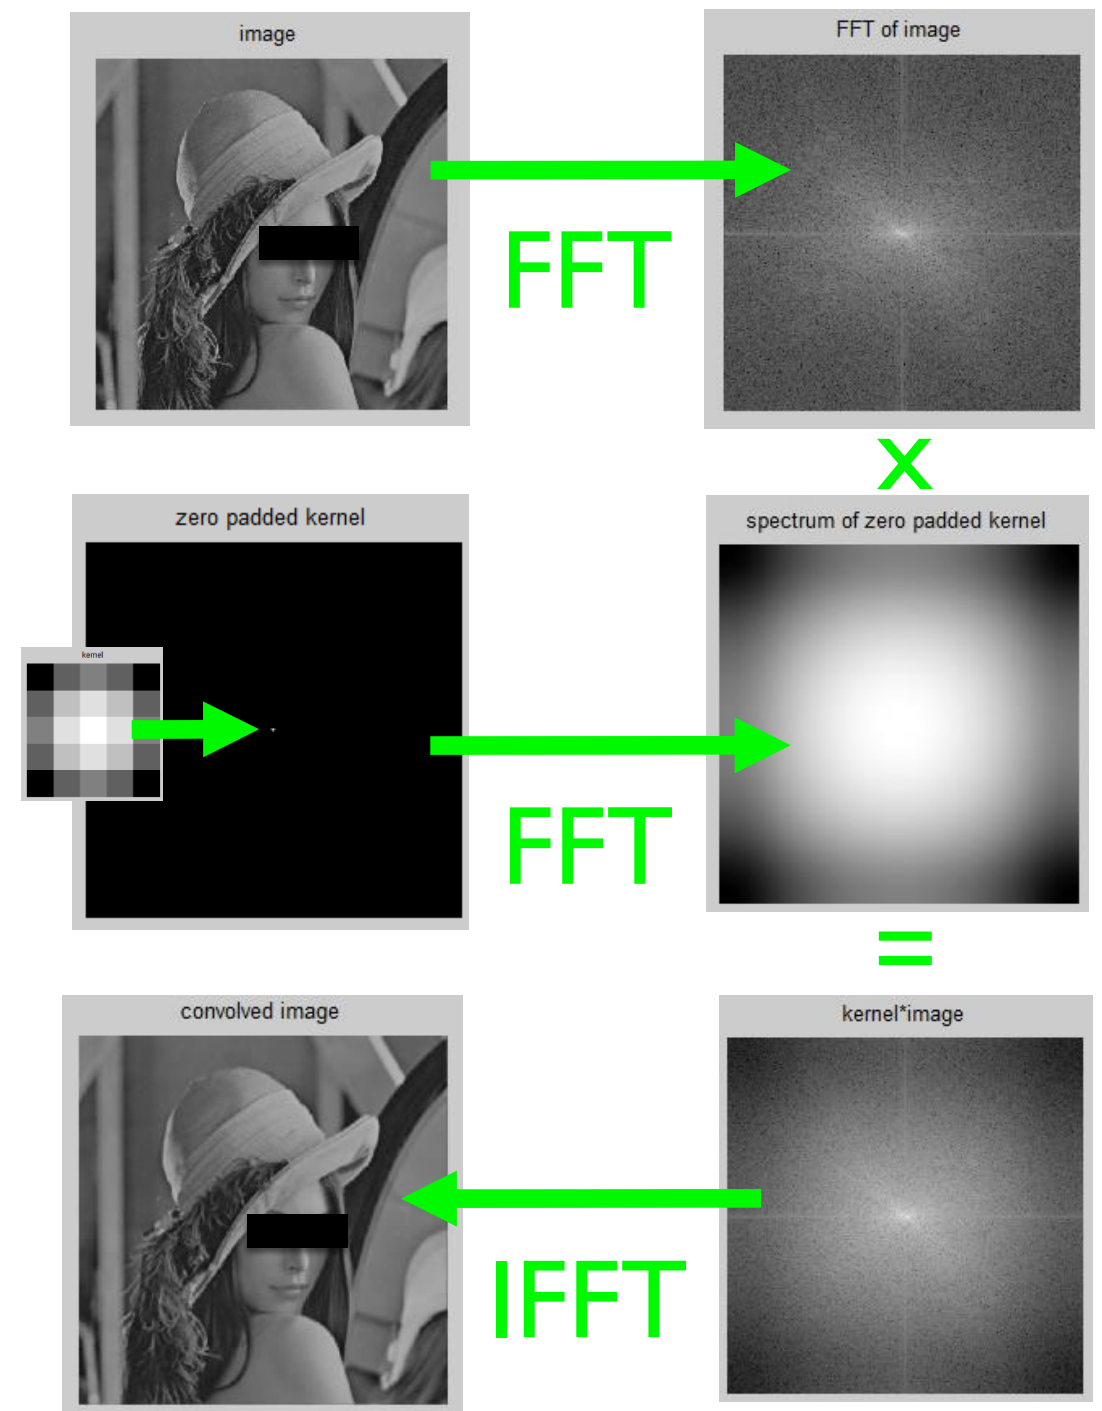 image
FFT of image
FFT
x
zero padded kernel
spectrum of zero padded kernel
kernel
FFT
=
convolved image
kernel*image
IFFT